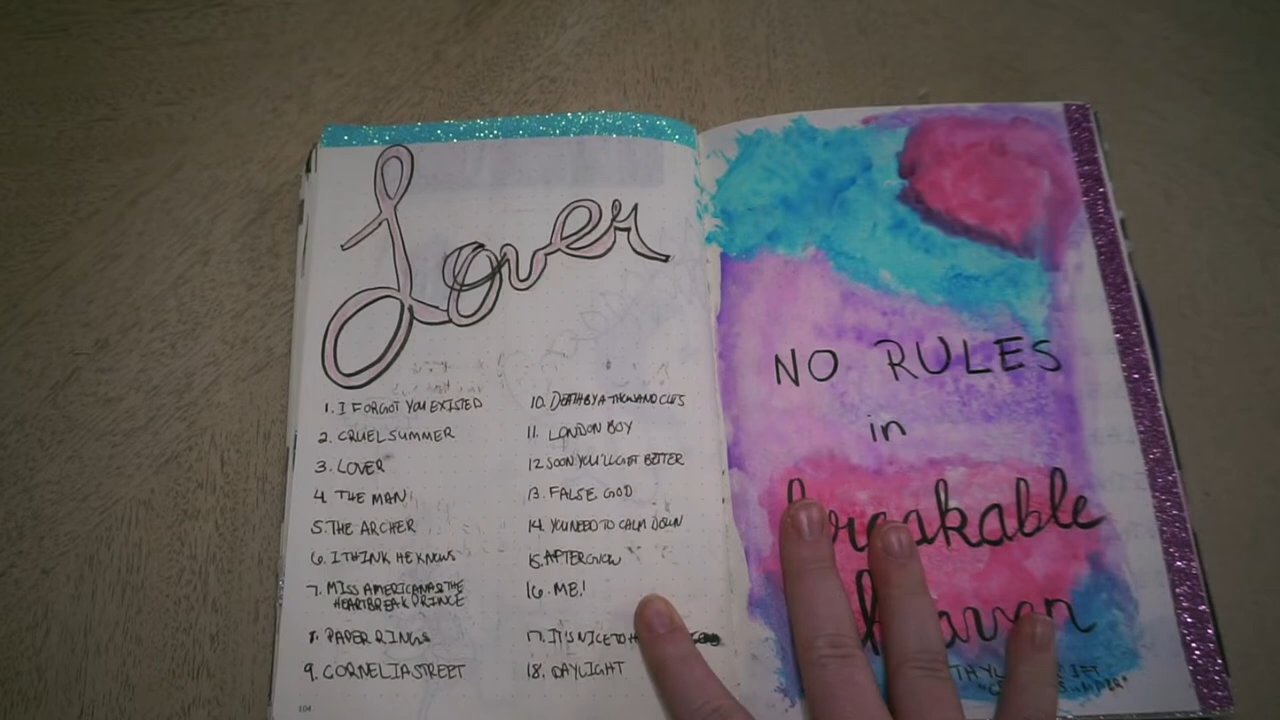 Lover
1. I FORGOT YOU EXISTED
2. CRUEL SUMMER
3. LOVER
4. THE MAN
5. THE ARCHER
6. I THINK HE KNOWS
7. MISS AMERICANA & THE
HEARTBREAK PRINCE
8. PAPER RINGS
9. CORNELIA STREET
10. DEATH BY A THOUSAND CUTS
11. LONDON BOY
12. SOON YOU'LL GET BETTER
13. FALSE GOD
14. YOU NEED TO CALM DOWN
15. AFTERGLOW
16. ME!
17. IT'S NICE TO
18. DAYLIGHT
104
NO RULES
in
breakable
heaven